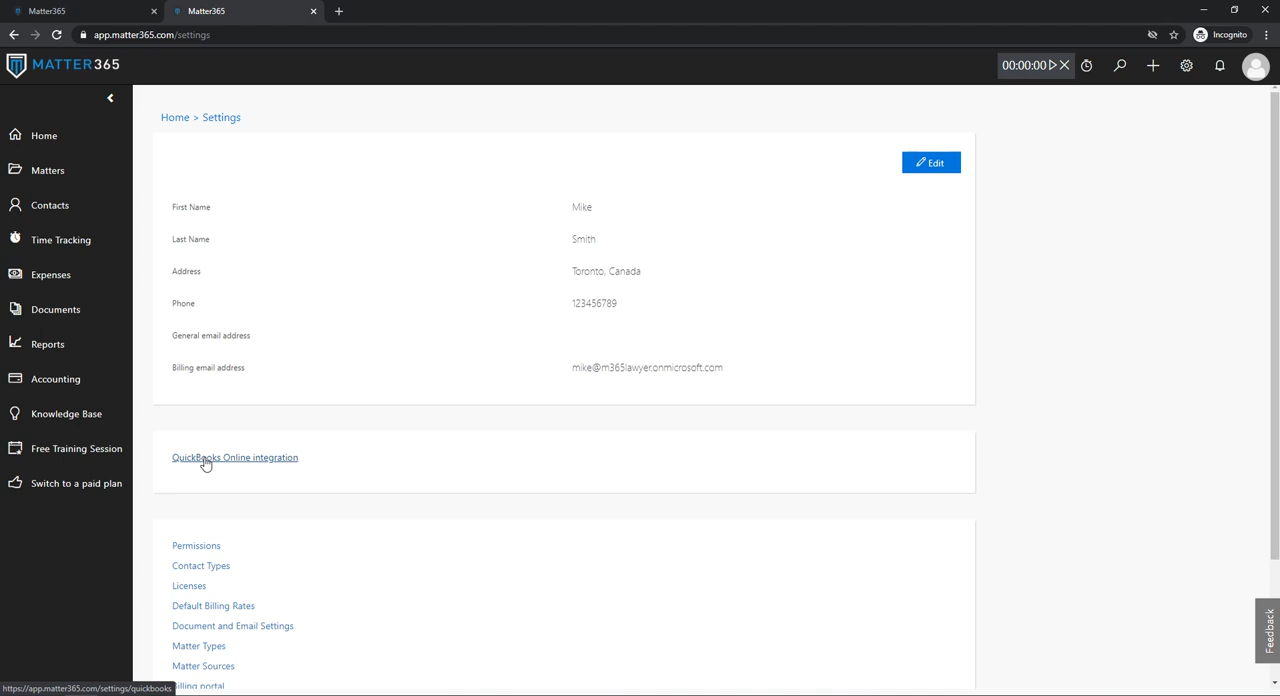 Matter365
Matter365
app.matter365.com/settings
Incognito
MATTER365
00:00:00
Home
Matters
Contacts
Time Tracking
Expenses
Documents
Reports
Accounting
Knowledge Base
Free Training Session
Switch to a paid plan
Home > Settings
Edit
First Name Mike
Last Name Smith
Address Toronto, Canada
Phone 123456789
General email address
Billing email address mike@m365lawyer.onmicrosoft.com
QuickBooks Online integration
Permissions
Contact Types
Licenses
Default Billing Rates
Document and Email Settings
Matter Types
Matter Sources
Billing portal
Feedback
https://app.matter365.com/settings/quickbooks